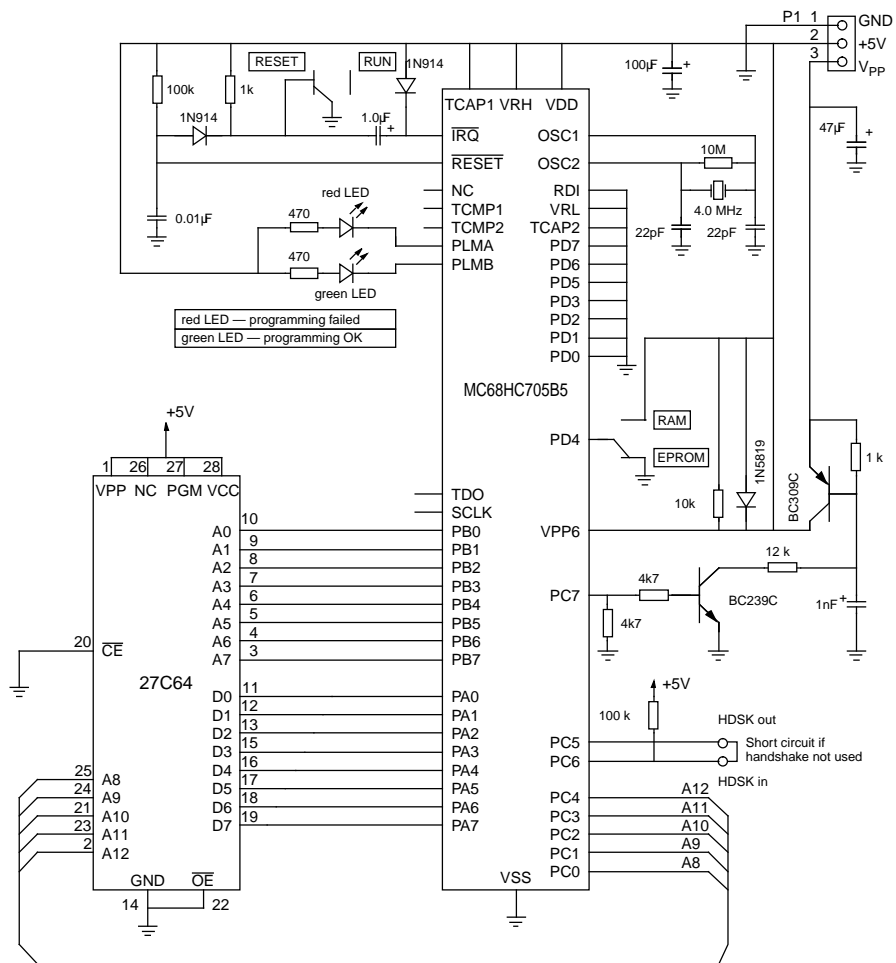 P1 1 GND
2 +5V
3 VPP
RESET
RUN
1N914
100µF +
100k
1k
1N914
1.0µF +
47µF +
TCAP1 VRH VDD
IRQ
RESET
NC
TCMP1
TCMP2
PLMA
PLMB
OSC1
OSC2
RDI
VRL
TCAP2
PD7
PD6
PD5
PD3
PD2
PD1
PD0
10M
4.0 MHz
22pF 22pF
0.01µF
red LED
470
470
green LED
red LED — programming failed
green LED — programming OK
MC68HC705B5
RAM
PD4
EPROM
1N5819
10k
BC309C
1 k
+5V
1 26 27 28
VPP NC PGM VCC
TDO
SCLK
A0 10 PB0
A1 9 PB1
A2 8 PB2
A3 7 PB3
A4 6 PB4
A5 5 PB5
A6 4 PB6
A7 3 PB7
VPP6
12 k
PC7
4k7
4k7
BC239C
1nF +
20 CE
27C64
D0 11 PA0
D1 12 PA1
D2 13 PA2
D3 15 PA3
D4 16 PA4
D5 17 PA5
D6 18 PA6
D7 19 PA7
+5V
100 k
HDSK out
PC5
PC6
Short circuit if
handshake not used
HDSK in
25 A8
24 A9
21 A10
23 A11
2 A12
PC4 A12
PC3 A11
PC2 A10
PC1 A9
PC0 A8
GND OE
14 22
VSS